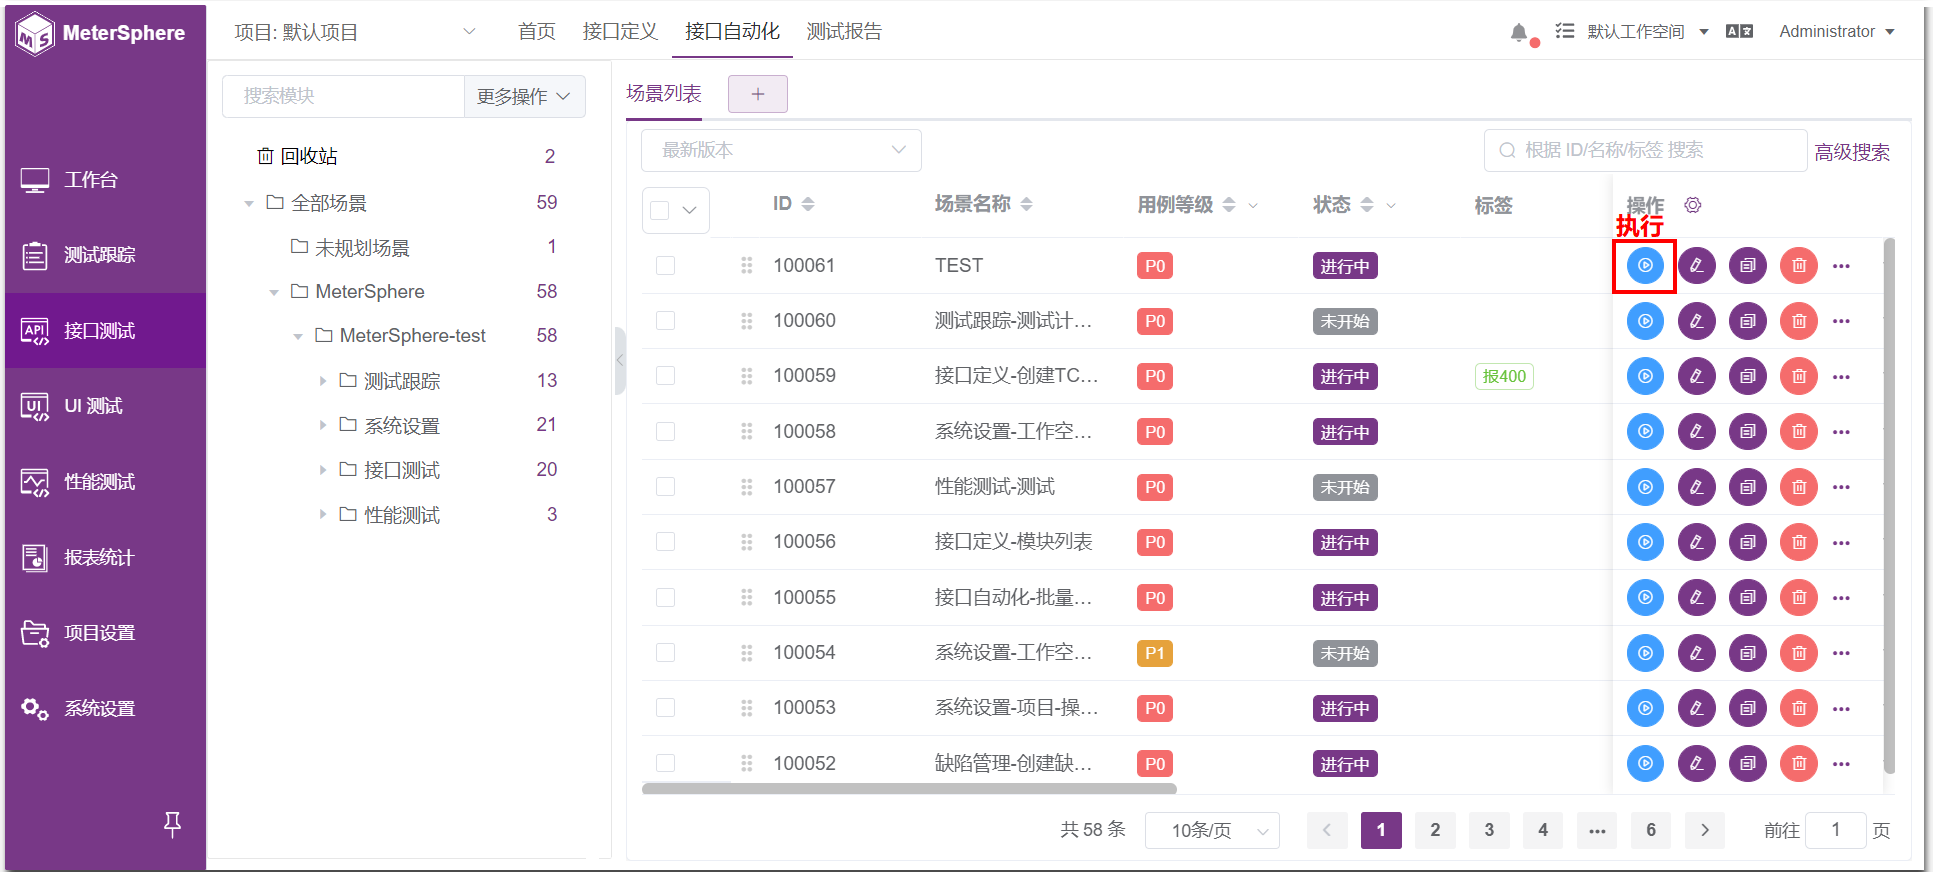 MeterSphere
项目: 默认项目
首页
接口定义
接口自动化
测试报告
默认工作空间
Administrator
工作台
测试跟踪
API
接口测试
UI
UI 测试
性能测试
报表统计
项目设置
系统设置
搜索模块
更多操作
回收站 2
全部场景 59
未规划场景 1
MeterSphere 58
MeterSphere-test 58
测试跟踪 13
系统设置 21
接口测试 20
性能测试 3
场景列表
+
最新版本
根据 ID/名称/标签 搜索
高级搜索
ID 场景名称 用例等级 状态 标签 操作
执行
100061 TEST P0 进行中
100060 测试跟踪-测试计... P0 未开始
100059 接口定义-创建TC... P0 进行中 报400
100058 系统设置-工作空... P0 进行中
100057 性能测试-测试 P0 未开始
100056 接口定义-模块列表 P0 进行中
100055 接口自动化-批量... P0 进行中
100054 系统设置-工作空... P1 未开始
100053 系统设置-项目-操... P0 进行中
100052 缺陷管理-创建缺... P0 进行中
共 58 条 10条/页 1 2 3 4 ... 6 前往 1 页